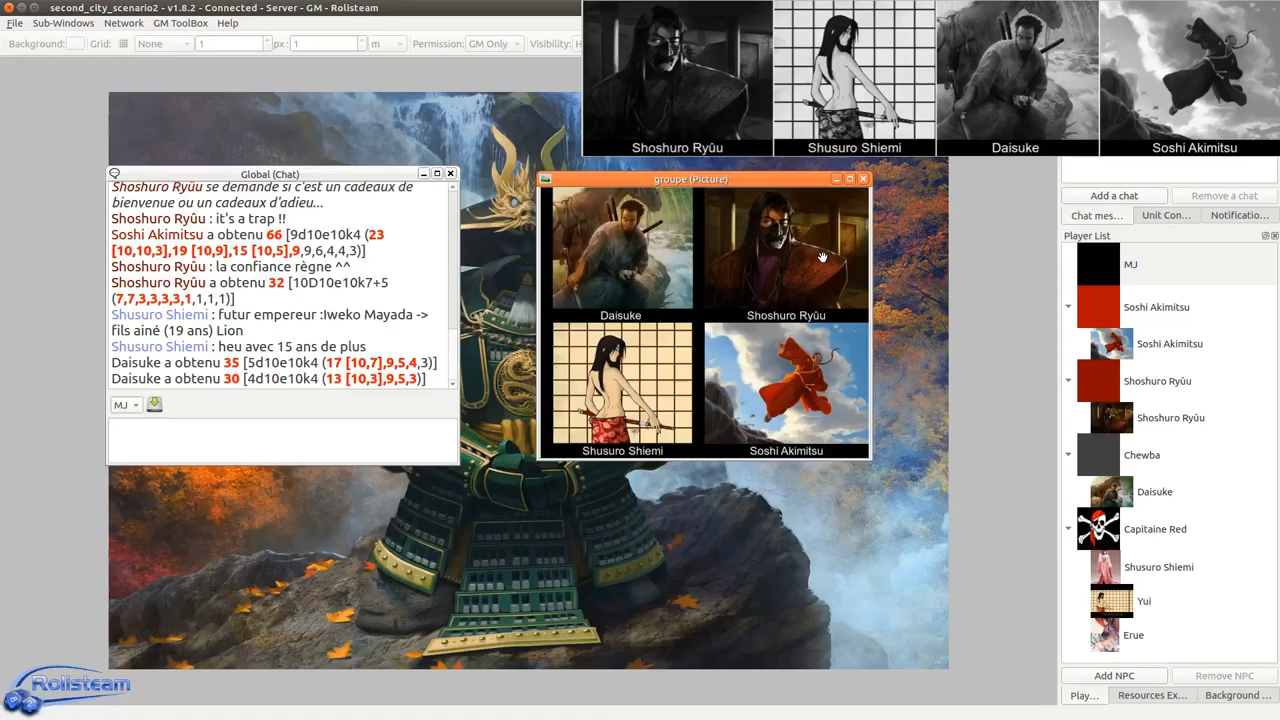 second_city_scenario2 - v1.8.2 - Connected - Server - GM - Rolisteam
File Sub-Windows Network GM ToolBox Help
Background: Grid: None 1 px: 1 m Permission: GM Only Visibility:
Shoshuro Ryûu
Shusuro Shiemi
Daisuke
Soshi Akimitsu
Global (Chat)
Shoshuro Ryûu se demande si c'est un cadeaux de
bienvenue ou un cadeaux d'adieu...
Shoshuro Ryûu : it's a trap !!
Soshi Akimitsu a obtenu 66 [9d10e10k4 (23
[10,10,3],19 [10,9],15 [10,5],9,9,6,4,4,3)]
Shoshuro Ryûu : la confiance règne ^^
Shoshuro Ryûu a obtenu 32 [10D10e10k7+5
(7,7,3,3,3,3,1,1,1,1)]
Shusuro Shiemi : futur empereur :Iweko Mayada ->
fils ainé (19 ans) Lion
Shusuro Shiemi : heu avec 15 ans de plus
Daisuke a obtenu 35 [5d10e10k4 (17 [10,7],9,5,4,3)]
Daisuke a obtenu 30 [4d10e10k4 (13 [10,3],9,5,3)]
MJ
groupe (Picture)
Daisuke
Shoshuro Ryûu
Shusuro Shiemi
Soshi Akimitsu
Add a chat
Remove a chat
Chat mes...
Unit Con...
Notificatio...
Player List
MJ
Soshi Akimitsu
Soshi Akimitsu
Shoshuro Ryûu
Shoshuro Ryûu
Chewba
Daisuke
Capitaine Red
Shusuro Shiemi
Yui
Erue
Add NPC
Remove NPC
Play...
Resources Ex...
Background ...
Rolisteam